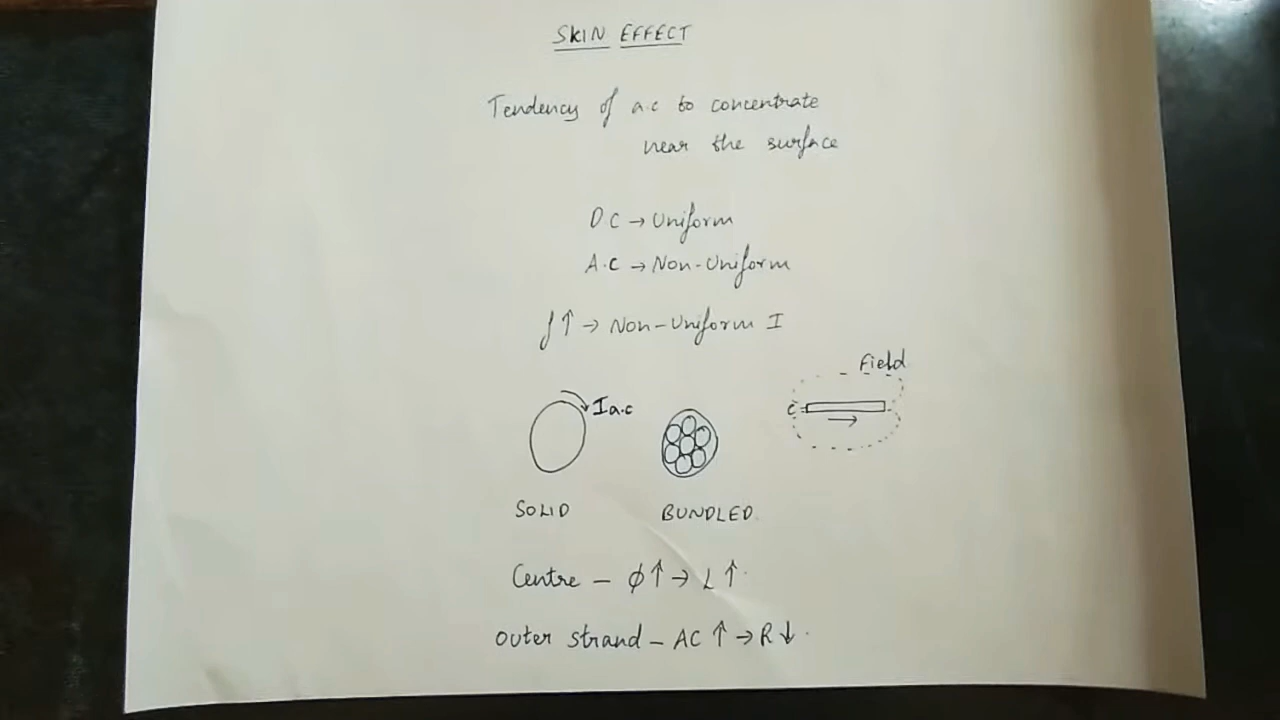 SKIN EFFECT
Tendency of a.c to concentrate
near the surface
DC → Uniform
A.C → Non-Uniform
f↑ → Non-Uniform I
Field
I a.c
C
SOLID
BUNDLED
Centre – ϕ↑ → L↑
Outer strand – AC ↑ → R↓